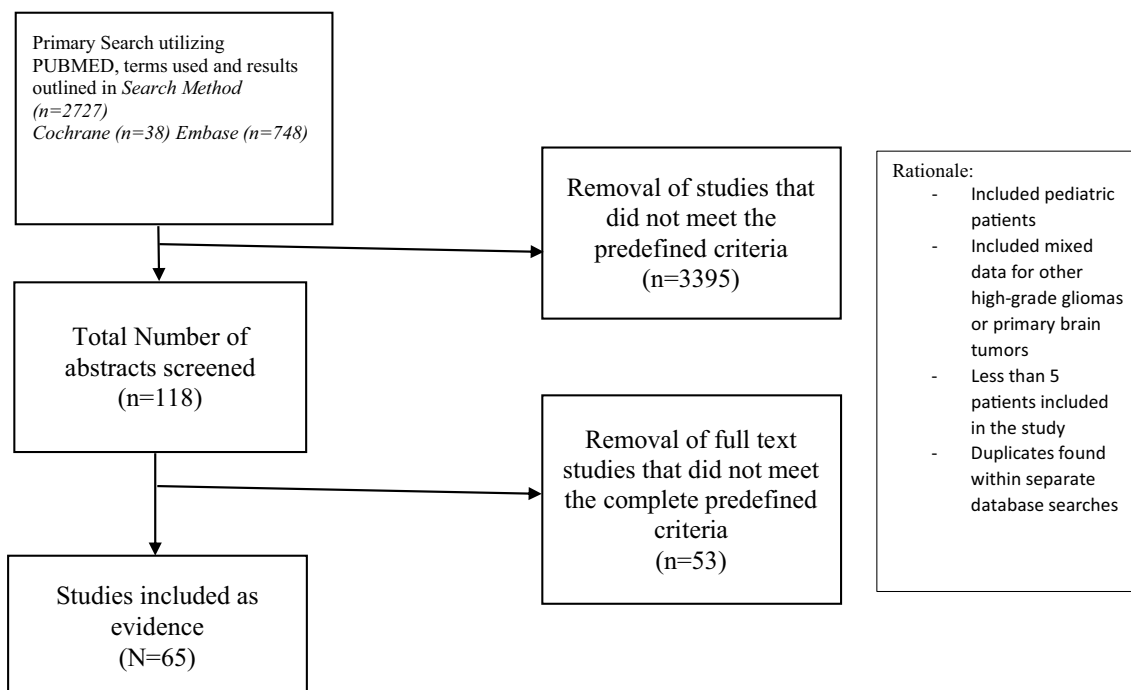 Primary Search utilizing
PUBMED, terms used and results
outlined in Search Method
(n=2727)
Cochrane (n=38) Embase (n=748)
Removal of studies that
did not meet the
predefined criteria
(n=3395)
Total Number of
abstracts screened
(n=118)
Removal of full text
studies that did not meet
the complete predefined
criteria
(n=53)
Studies included as
evidence
(N=65)
Rationale:
- Included pediatric
patients
- Included mixed
data for other
high-grade gliomas
or primary brain
tumors
- Less than 5
patients included
in the study
- Duplicates found
within separate
database searches